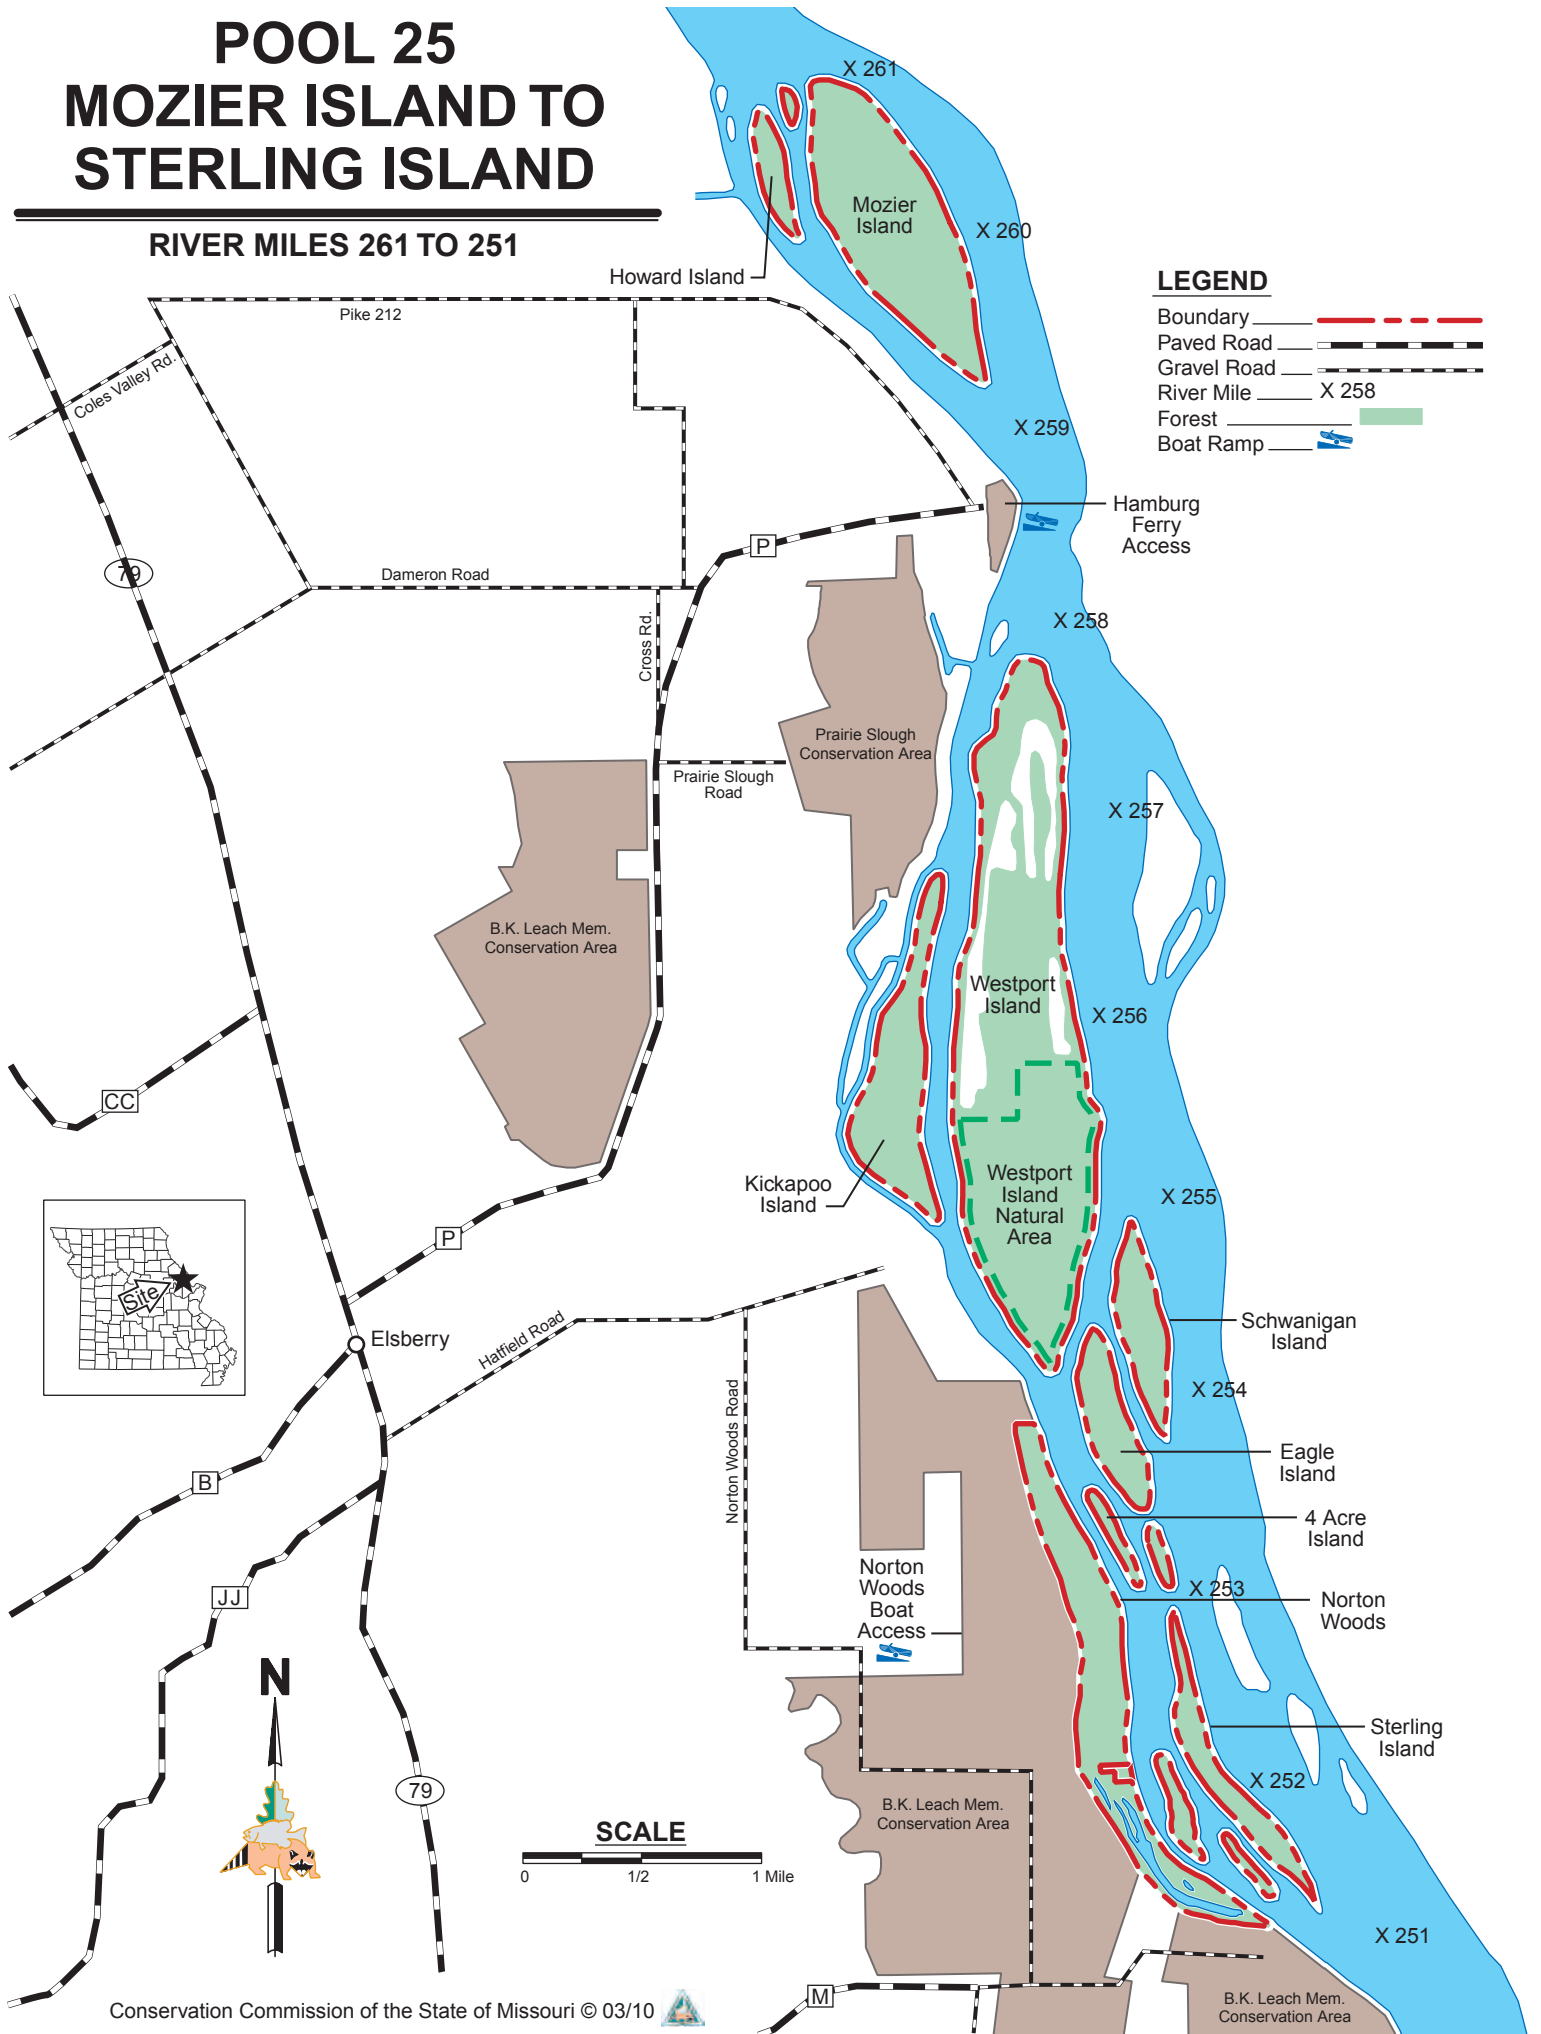 POOL 25
MOZIER ISLAND TO
STERLING ISLAND
RIVER MILES 261 TO 251
X 261
Mozier
Island
X 260
Howard Island
Pike 212
Coles Valley Rd.
LEGEND
Boundary
Paved Road
Gravel Road
River Mile X 258
Forest
Boat Ramp
X 259
Hamburg
Ferry
Access
P
79
Dameron Road
Cross Rd.
X 258
Prairie Slough
Conservation Area
Prairie Slough
Road
X 257
B.K. Leach Mem.
Conservation Area
Westport
Island
X 256
CC
Kickapoo
Island
Westport
Island
Natural
Area
X 255
P
Site
Elsberry
Hatfield Road
Schwanigan
Island
X 254
Norton Woods Road
Eagle
Island
B
4 Acre
Island
Norton
Woods
Boat
Access
X 253
Norton
Woods
JJ
N
Sterling
Island
X 252
79
B.K. Leach Mem.
Conservation Area
SCALE
0 1/2 1 Mile
X 251
M
B.K. Leach Mem.
Conservation Area
Conservation Commission of the State of Missouri © 03/10